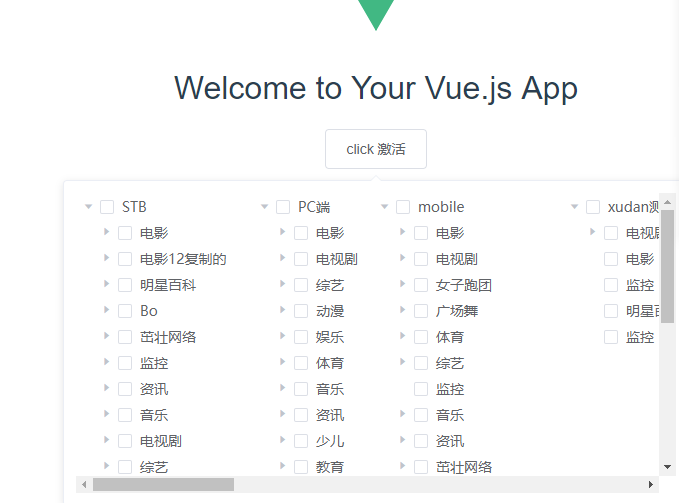 Welcome to Your Vue.js App
click 激活
STB PC端 mobile xudan测
电影 电影 电影 电视剧
电影12复制的 电视剧 电视剧 电影
明星百科 综艺 女子跑团 监控
Bo 动漫 广场舞 明星百
茁壮网络 娱乐 体育 监控
监控 体育 综艺
资讯 音乐 监控
音乐 资讯 音乐
电视剧 少儿 资讯
综艺 教育 茁壮网络